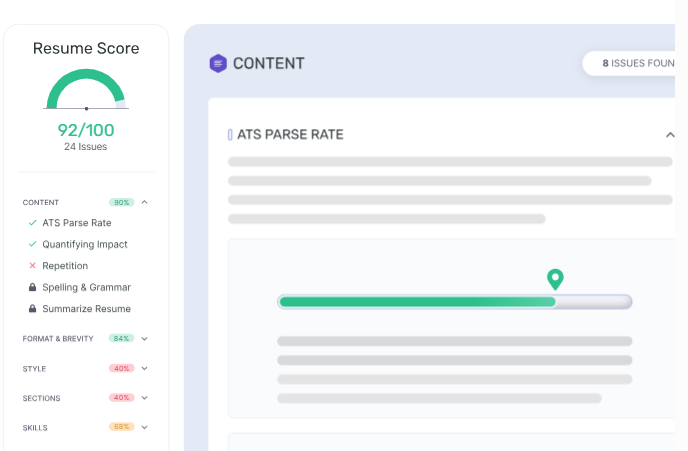 Resume Score
92/100
24 Issues
CONTENT 90%
ATS Parse Rate
Quantifying Impact
Repetition
Spelling & Grammar
Summarize Resume
FORMAT & BREVITY 84%
STYLE 40%
SECTIONS 40%
SKILLS 68%
CONTENT
8 ISSUES FOUN
ATS PARSE RATE